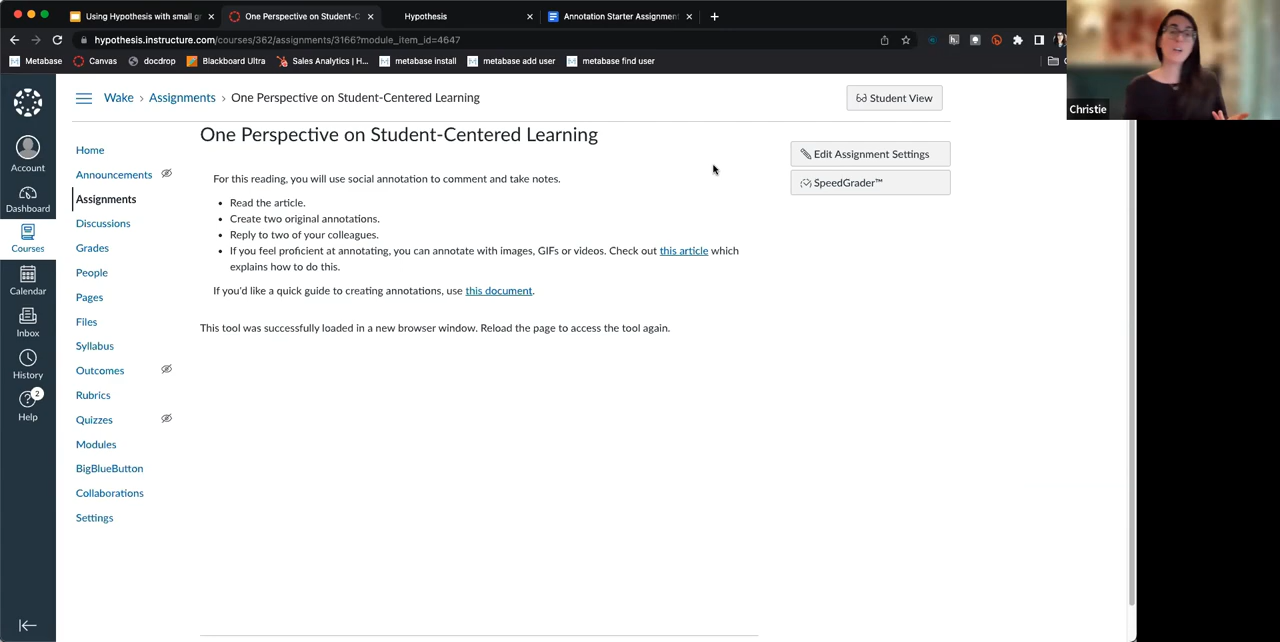 Using Hypothesis with small gr
One Perspective on Student-C
Hypothesis
Annotation Starter Assignment
hypothesis.instructure.com/courses/362/assignments/3166?module_item_id=4647
Metabase
Canvas
docdrop
Blackboard Ultra
Sales Analytics | H...
metabase install
metabase add user
metabase find user
Christie
Wake › Assignments › One Perspective on Student-Centered Learning
Student View
Account
Dashboard
Courses
Calendar
Inbox
History
2
Help
Home
Announcements
Assignments
Discussions
Grades
People
Pages
Files
Syllabus
Outcomes
Rubrics
Quizzes
Modules
BigBlueButton
Collaborations
Settings
One Perspective on Student-Centered Learning
Edit Assignment Settings
SpeedGrader™
For this reading, you will use social annotation to comment and take notes.
• Read the article.
• Create two original annotations.
• Reply to two of your colleagues.
• If you feel proficient at annotating, you can annotate with images, GIFs or videos. Check out this article which
explains how to do this.
If you'd like a quick guide to creating annotations, use this document.
This tool was successfully loaded in a new browser window. Reload the page to access the tool again.